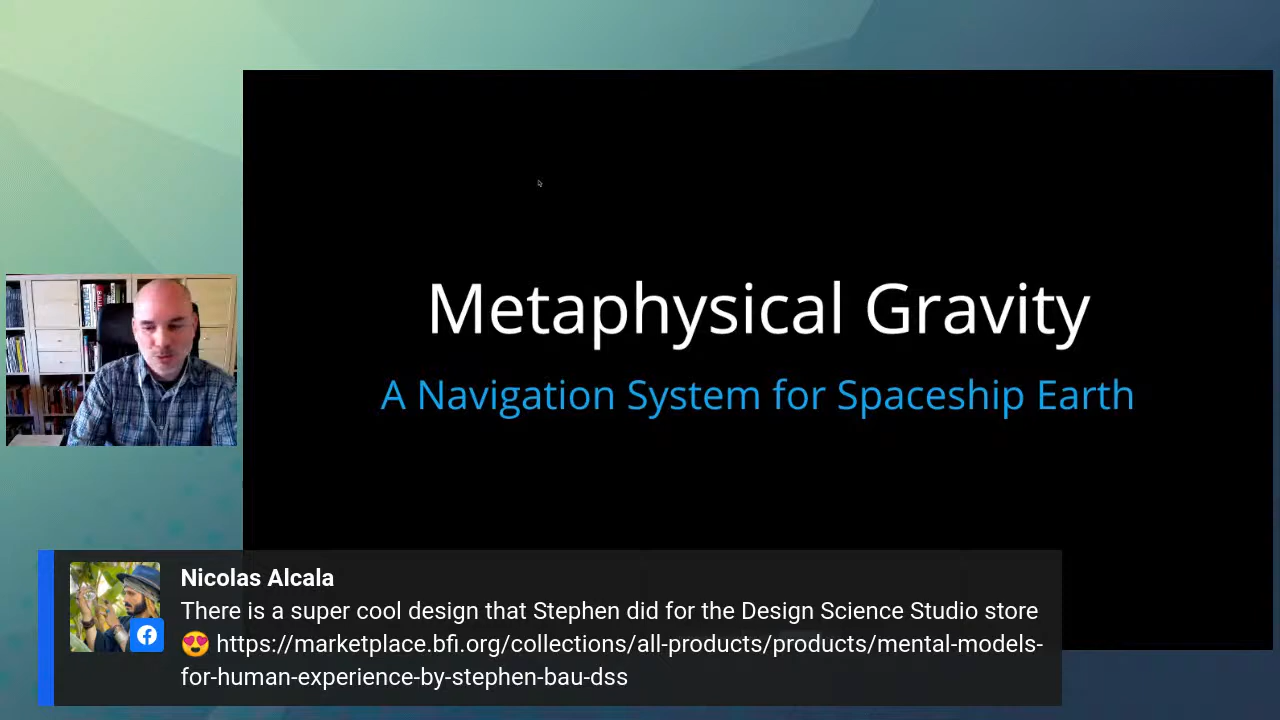 Metaphysical Gravity
A Navigation System for Spaceship Earth
Nicolas Alcala
There is a super cool design that Stephen did for the Design Science Studio store
😍 https://marketplace.bfi.org/collections/all-products/products/mental-models-
for-human-experience-by-stephen-bau-dss